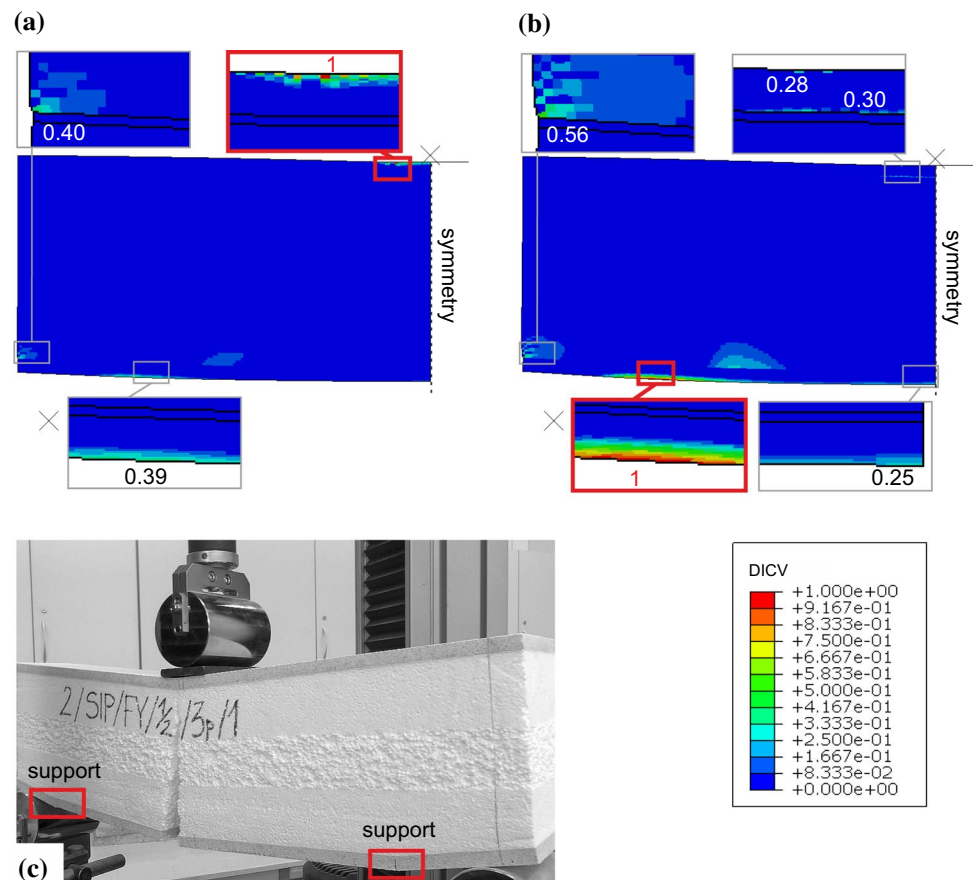 (a)
(b)
1
0.40
0.28
0.30
0.56
symmetry
symmetry
0.39
1
0.25
2/SIP/FY/1/2/3p/1
support
support
(c)
DICV
+1.000e+00
+9.167e-01
+8.333e-01
+7.500e-01
+6.667e-01
+5.833e-01
+5.000e-01
+4.167e-01
+3.333e-01
+2.500e-01
+1.667e-01
+8.333e-02
+0.000e+00